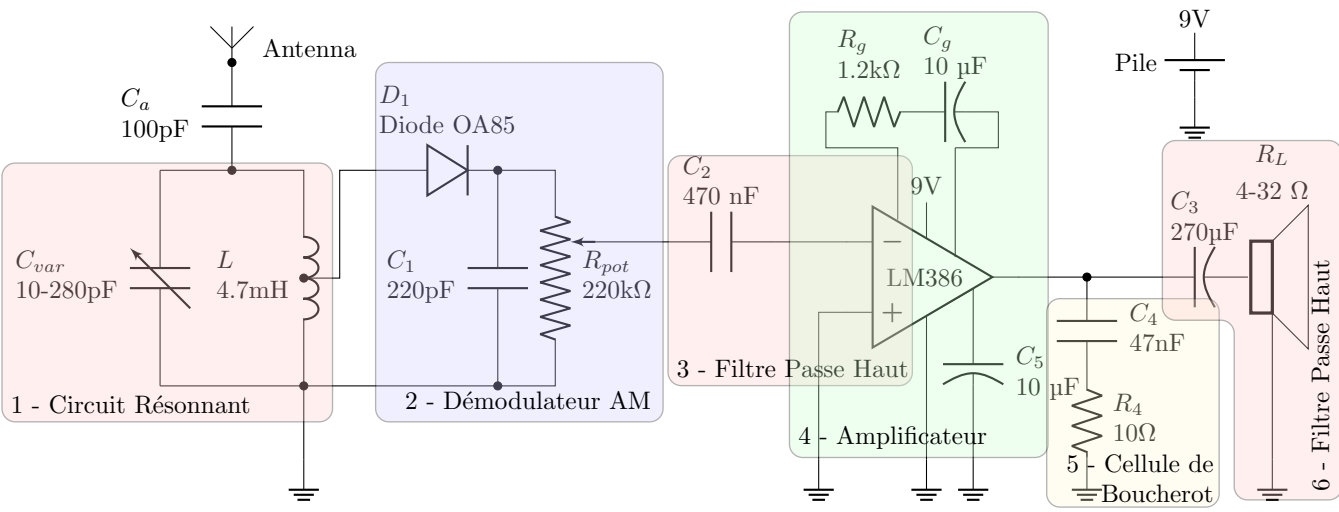 Antenna
C_a
100pF
C_var
10-280pF
L
4.7mH
1 - Circuit Résonnant
D_1
Diode OA85
C_1
220pF
R_pot
220kΩ
2 - Démodulateur AM
C_2
470 nF
3 - Filtre Passe Haut
R_g
1.2kΩ
C_g
10 µF
9V
−
LM386
+
C_5
10 µF
4 - Amplificateur
9V
Pile
C_4
47nF
R_4
10Ω
5 - Cellule de
Boucherot
R_L
4-32 Ω
C_3
270µF
6 - Filtre Passe Haut